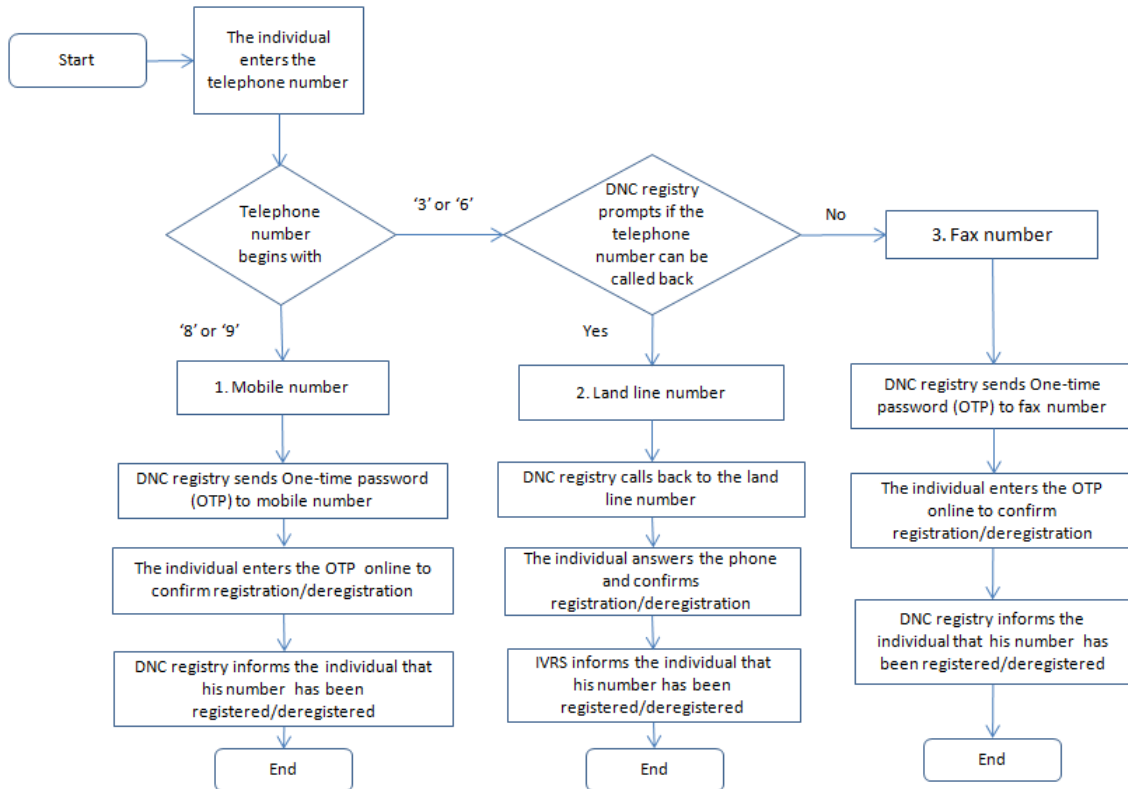 Start
The individual
enters the
telephone number
Telephone
number
begins with
‘3’ or ‘6’
DNC registry
prompts if the
telephone
number can be
called back
No
3. Fax number
‘8’ or ‘9’
Yes
1. Mobile number
2. Land line number
DNC registry sends One-time
password (OTP) to fax number
DNC registry sends One-time password
(OTP) to mobile number
DNC registry calls back to the land
line number
The individual enters the OTP
online to confirm
registration/deregistration
The individual enters the OTP online to
confirm registration/deregistration
The individual answers the
phone and confirms
registration/deregistration
DNC registry informs the
individual that his number has
been registered/deregistered
DNC registry informs the individual that
his number has been
registered/deregistered
IVRS informs the individual that
his number has been
registered/deregistered
End
End
End